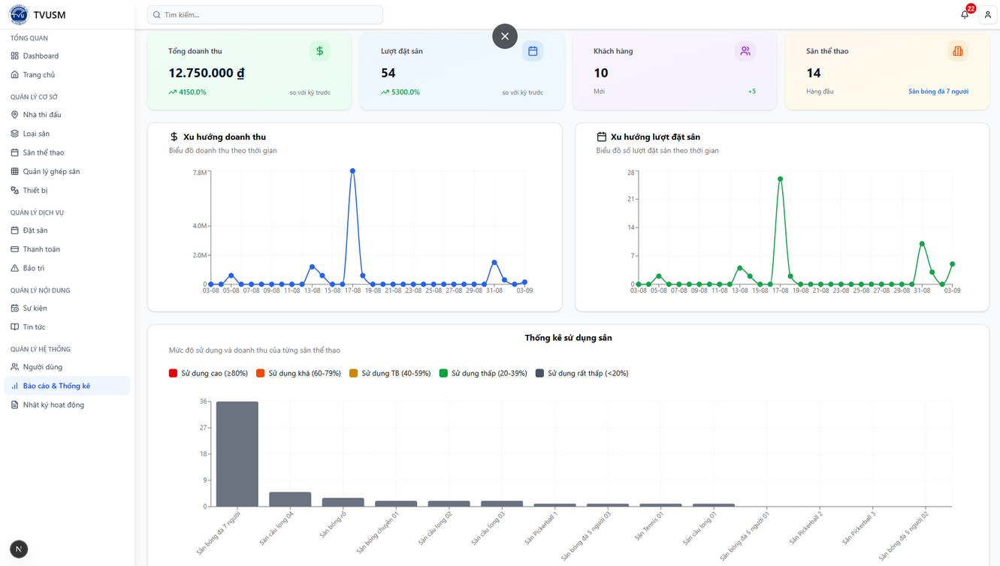 TVUSM
Tìm kiếm...
22
TỔNG QUAN
Dashboard
Trang chủ
QUẢN LÝ CƠ SỞ
Nhà thi đấu
Loại sân
Sân thể thao
Quản lý ghép sân
Thiết bị
QUẢN LÝ DỊCH VỤ
Đặt sân
Thanh toán
Bảo trì
QUẢN LÝ NỘI DUNG
Sự kiện
Tin tức
QUẢN LÝ HỆ THỐNG
Người dùng
Báo cáo & Thống kê
Nhật ký hoạt động
N
Tổng doanh thu
12.750.000 ₫
4150.0% so với kỳ trước
Lượt đặt sân
54
5300.0% so với kỳ trước
Khách hàng
10
Mới +5
Sân thể thao
14
Hàng đầu Sân bóng đá 7 người
Xu hướng doanh thu
Biểu đồ doanh thu theo thời gian
7.8M
4.0M
2.0M
0
03-08 05-08 07-08 09-08 11-08 13-08 15-08 17-08 19-08 21-08 23-08 25-08 27-08 29-08 31-08 03-09
Xu hướng lượt đặt sân
Biểu đồ số lượt đặt sân theo thời gian
28
21
14
7
0
03-08 05-08 07-08 09-08 11-08 13-08 15-08 17-08 19-08 21-08 23-08 25-08 27-08 29-08 31-08 03-09
Thống kê sử dụng sân
Mức độ sử dụng và doanh thu của từng sân thể thao
Sử dụng cao (≥80%) Sử dụng khá (60-79%) Sử dụng TB (40-59%) Sử dụng thấp (20-39%) Sử dụng rất thấp (<20%)
36
27
18
9
0
Sân bóng đá 7 người
Sân cầu long 04
Sân bóng rổ
Sân bóng chuyền 01
Sân cầu long 02
Sân cầu long 03
Sân Pickerball 1
Sân bóng đá 5 người 03
Sân Tennis 01
Sân cầu long 01
Sân bóng đá 5 người 01
Sân Pickerball 2
Sân Pickerball 3
Sân bóng đá 5 người 02